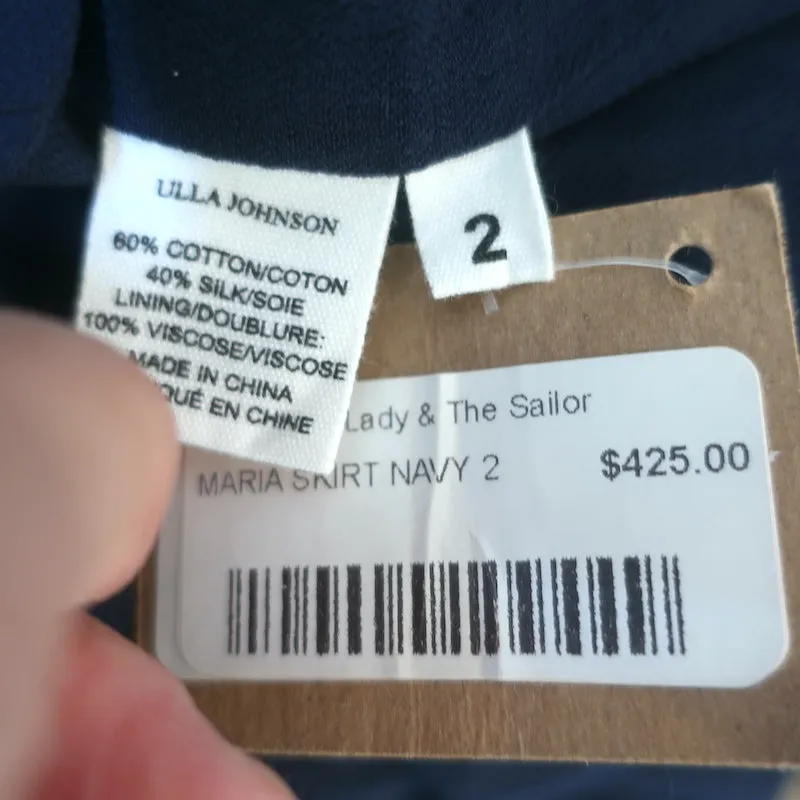 ULLA JOHNSON
60% COTTON/COTON
40% SILK/SOIE
LINING/DOUBLURE:
100% VISCOSE/VISCOSE
MADE IN CHINA
QUÉ EN CHINE
2
Lady & The Sailor
MARIA SKIRT NAVY 2
$425.00